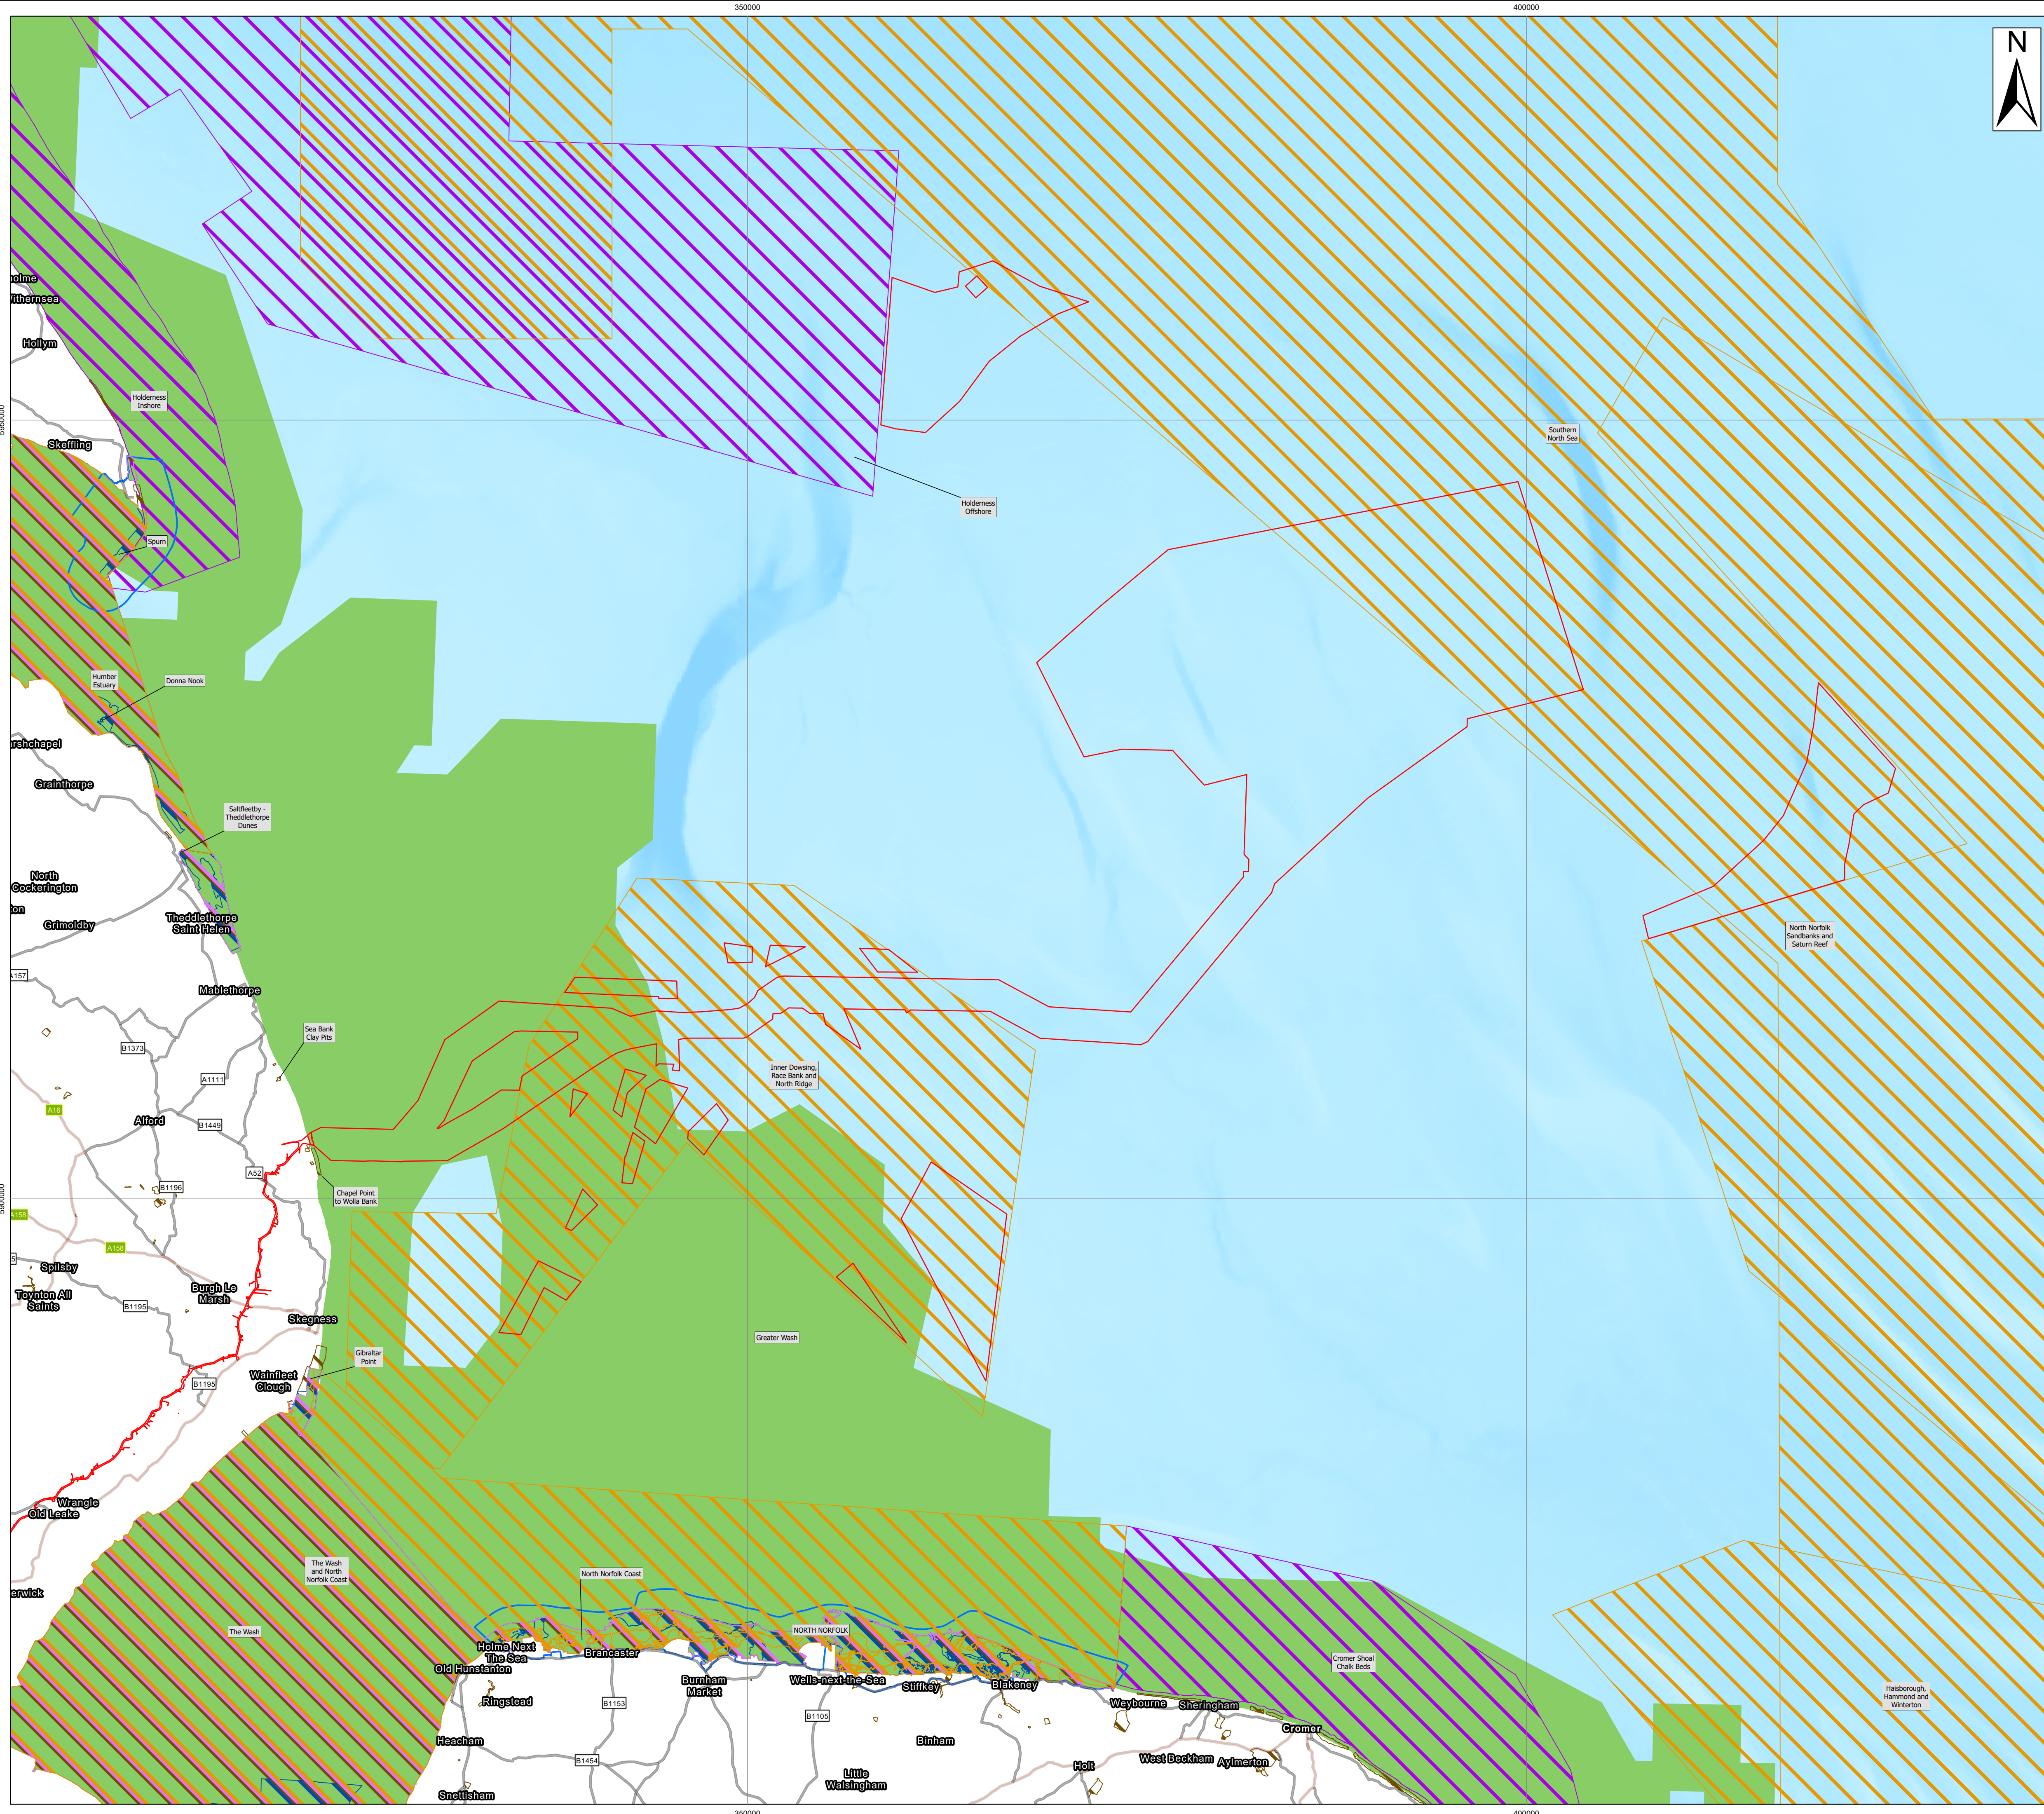 350000
400000
N
holme
Withernsea
Hollym
Holderness
Inshore
Skeffling
Southern
North Sea
Holderness
Offshore
Spurn
Humber
Estuary
Donna Nook
arshchapel
Grainthorpe
Saltfleetby -
Theddlethorpe
Dunes
North
Cockerington
ton
Grimoldby
Theddlethorpe
Saint Helen
North Norfolk
Sandbanks and
Saturn Reef
A157
Mablethorpe
Sea Bank
Clay Pits
B1373
A1111
Inner Dowsing,
Race Bank and
North Ridge
A16
Alford
B1449
A52
B1196
Chapel Point
to Wolla Bank
A158
A158
5
Spilsby
Toynton All
Saints
Burgh Le
Marsh
B1195
Skegness
Greater Wash
Gibraltar
Point
Wainfleet
Clough
B1195
Wrangle
Old Leake
The Wash
and North
Norfolk Coast
North Norfolk Coast
erwick
The Wash
NORTH NORFOLK
Holme Next
The Sea
Brancaster
Old Hunstanton
Burnham
Market
Wells-next-the-Sea
Stiffkey
Blakeney
Cromer Shoal
Chalk Beds
Haisborough,
Hammond and
Winterton
Ringstead
B1153
B1105
Weybourne
Sheringham
Cromer
Heacham
B1454
Binham
Holt
West Beckham
Aylmerton
Little
Walsingham
Snettisham
350000
400000
5950000
5900000